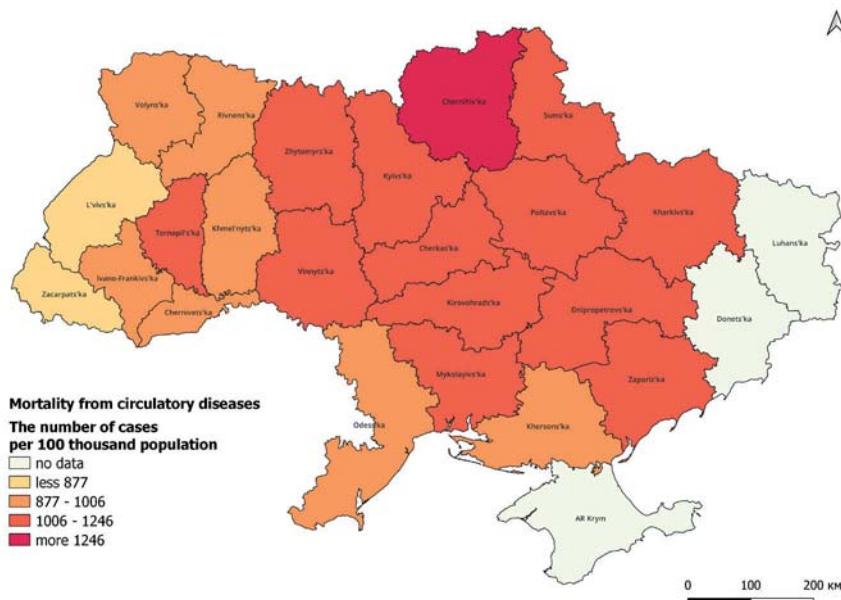 Chernihiv'ka
Volyns'ka
Rivnens'ka
Sums'ka
Zhytomyrs'ka
Kyivs'ka
L'vivs'ka
Ternopil's'ka
Khmel'nyts'ka
Poltavs'ka
Kharkivs'ka
Luhans'ka
Cherkas'ka
Vinnyts'ka
Ivano-Frankivs'ka
Zacarpats'ka
Chernivets'ka
Kirovohrads'ka
Dnipropetrovs'ka
Donets'ka
Mykolayivs'ka
Zaporiz'ka
Khersons'ka
Odess'ka
AR Krym
Mortality from circulatory diseases
The number of cases
per 100 thousand population
no data
less 877
877 - 1006
1006 - 1246
more 1246
0 100 200 км